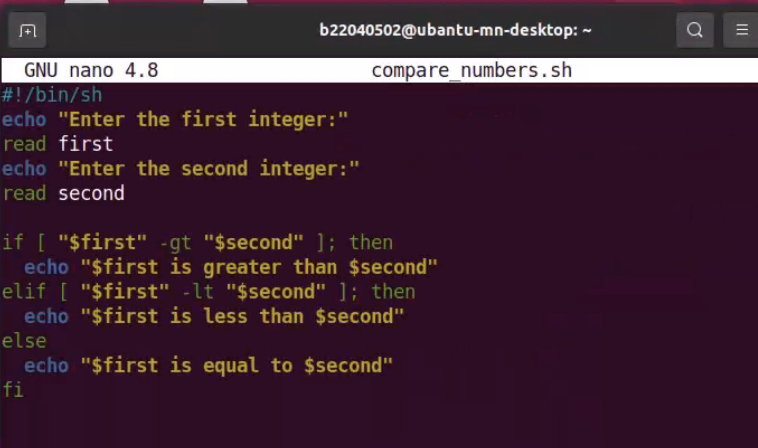 b22040502@ubantu-mn-desktop: ~
GNU nano 4.8 compare_numbers.sh
#!/bin/sh
echo "Enter the first integer:"
read first
echo "Enter the second integer:"
read second

if [ "$first" -gt "$second" ]; then
  echo "$first is greater than $second"
elif [ "$first" -lt "$second" ]; then
  echo "$first is less than $second"
else
  echo "$first is equal to $second"
fi